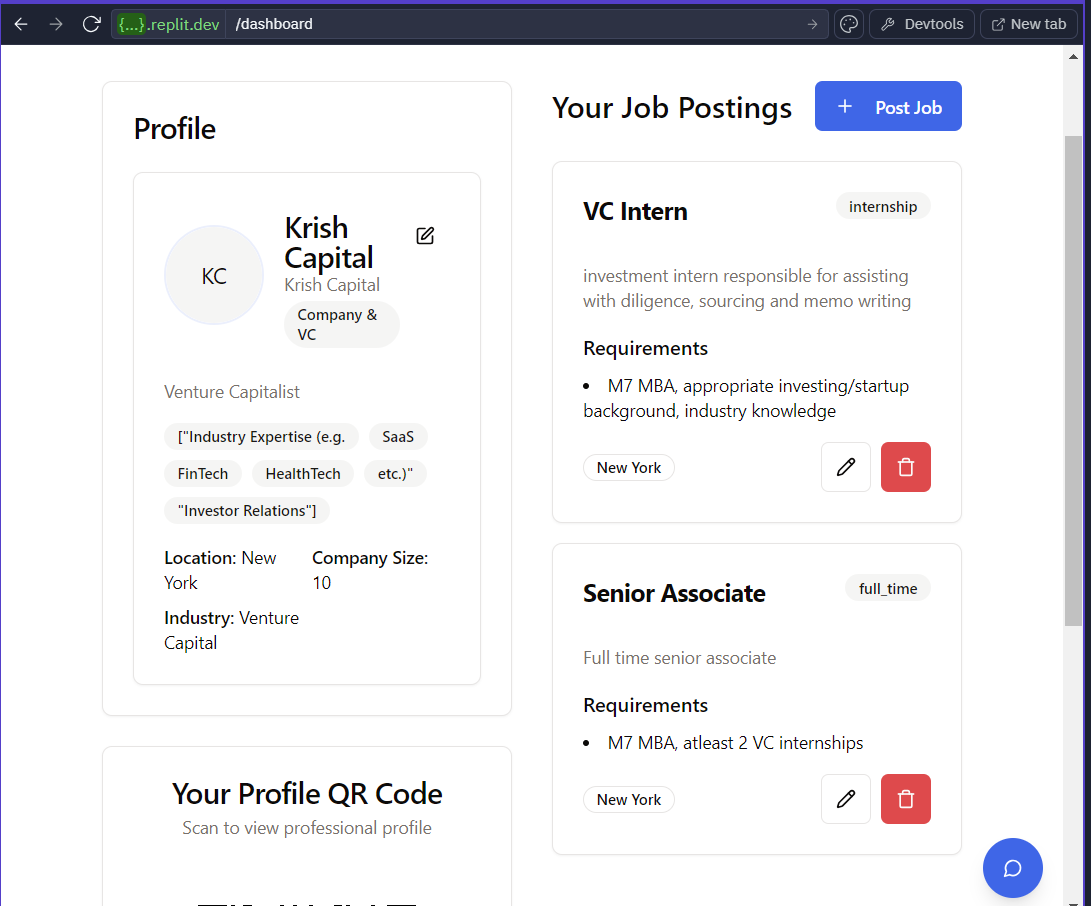 {...}.replit.dev /dashboard
Devtools
New tab
Profile
KC
Krish
Capital
Krish Capital
Company &
VC
Venture Capitalist
["Industry Expertise (e.g.
SaaS
FinTech
HealthTech
etc.)"
"Investor Relations"]
Location: New
York
Company Size:
10
Industry: Venture
Capital
Your Profile QR Code
Scan to view professional profile
Your Job Postings
+ Post Job
VC Intern
internship
investment intern responsible for assisting
with diligence, sourcing and memo writing
Requirements
• M7 MBA, appropriate investing/startup
background, industry knowledge
New York
Senior Associate
full_time
Full time senior associate
Requirements
• M7 MBA, atleast 2 VC internships
New York